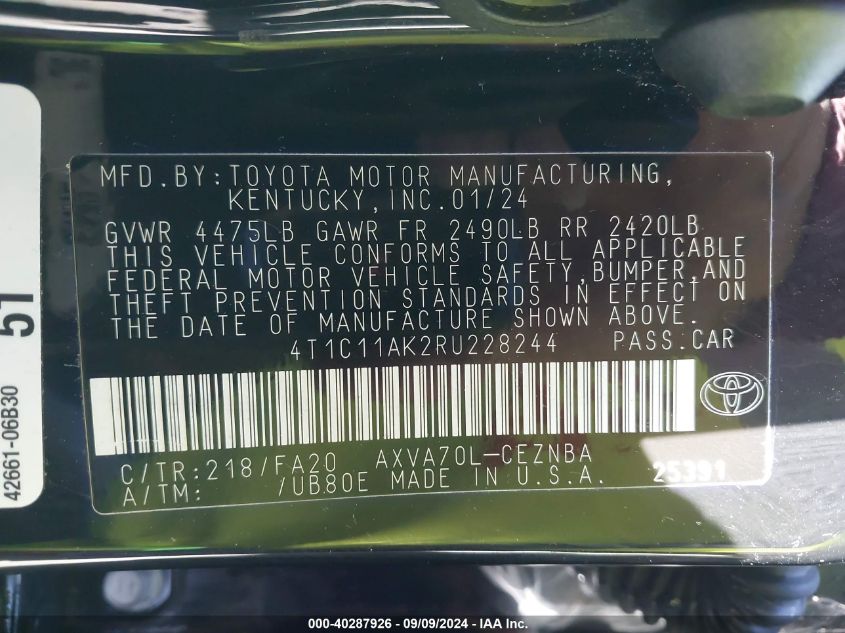 MFD.BY:TOYOTA MOTOR MANUFACTURING,
KENTUCKY,INC.01/24
GVWR 4475LB GAWR FR 2490LB RR 2420LB
THIS VEHICLE CONFORMS TO ALL APPLICABLE
FEDERAL MOTOR VEHICLE SAFETY,BUMPER,AND
THEFT PREVENTION STANDARDS IN EFFECT ON
THE DATE OF MANUFACTURE SHOWN ABOVE.
4T1C11AK2RU228244 PASS.CAR
C/TR:218/FA20 AXVA70L-CEZNBA
A/TM: /UB80E MADE IN U.S.A. 25391
42661-06B30
51
000-40287926 - 09/09/2024 - IAA Inc.